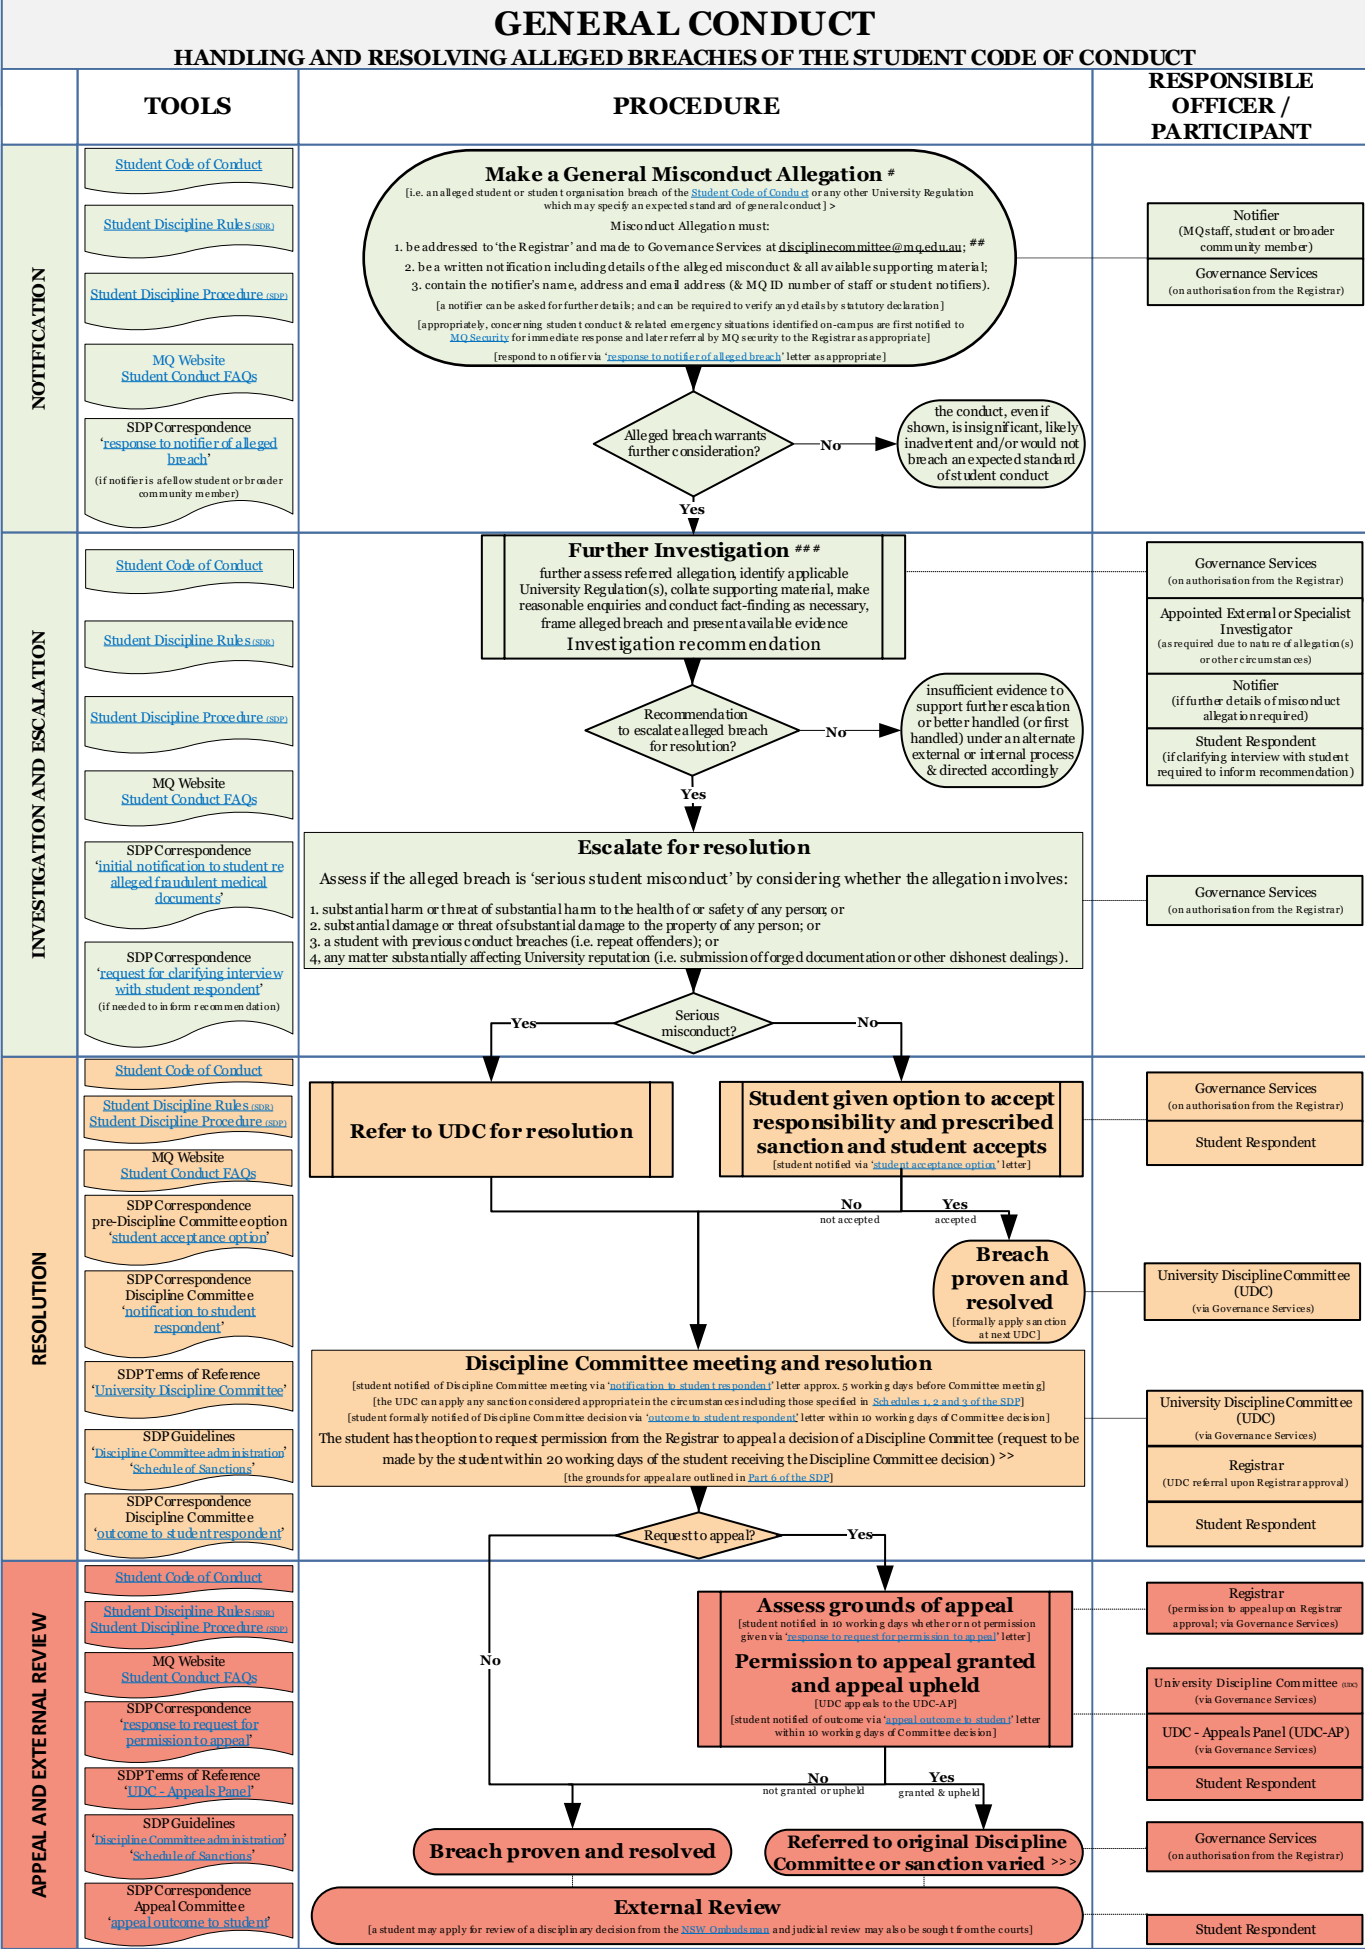 GENERAL CONDUCT
HANDLING AND RESOLVING ALLEGED BREACHES OF THE STUDENT CODE OF CONDUCT
TOOLS
PROCEDURE
RESPONSIBLE
OFFICER /
PARTICIPANT
NOTIFICATION
Student Code of Conduct
Student Discipline Rules (SDR)
Student Discipline Procedure (SDP)
MQ Website
Student Conduct FAQs
SDP Correspondence
'response to notifier of alleged
breach'
(if notifier is a fellow student or broader
community member)
Make a General Misconduct Allegation #
[i.e. an alleged student or student organisation breach of the Student Code of Conduct or any other University Regulation
which may specify an expected standard of general conduct] >
Misconduct Allegation must:
1. be addressed to 'the Registrar' and made to Governance Services at disciplinecommittee@mq.edu.au; ##
2. be a written notification including details of the alleged misconduct & all available supporting material;
3. contain the notifier's name, address and email address (& MQ ID number of staff or student notifiers).
[a notifier can be asked for further details; and can be required to verify any details by statutory declaration]
[appropriately, concerning student conduct & related emergency situations identified on-campus are first notified to
MQ Security for immediate response and later referral by MQ security to the Registrar as appropriate]
[respond to notifier via 'response to notifier of alleged breach' letter as appropriate]
Alleged breach warrants
further consideration?
No
the conduct, even if
shown, is insignificant, likely
inadvertent and/or would not
breach an expected standard
of student conduct
Yes
Notifier
(MQ staff, student or broader
community member)
Governance Services
(on authorisation from the Registrar)
INVESTIGATION AND ESCALATION
Student Code of Conduct
Student Discipline Rules (SDR)
Student Discipline Procedure (SDP)
MQ Website
Student Conduct FAQs
SDP Correspondence
'initial notification to student re
alleged fraudulent medical
documents'
SDP Correspondence
'request for clarifying interview
with student respondent'
(if needed to inform recommendation)
Further Investigation ###
further assess referred allegation, identify applicable
University Regulation(s), collate supporting material, make
reasonable enquiries and conduct fact-finding as necessary,
frame alleged breach and present available evidence
Investigation recommendation
Recommendation
to escalate alleged breach
for resolution?
No
insufficient evidence to
support further escalation
or better handled (or first
handled) under an alternate
external or internal process
& directed accordingly
Yes
Escalate for resolution
Assess if the alleged breach is 'serious student misconduct' by considering whether the allegation involves:
1. substantial harm or threat of substantial harm to the health of or safety of any person; or
2. substantial damage or threat of substantial damage to the property of any person; or
3. a student with previous conduct breaches (i.e. repeat offenders); or
4, any matter substantially affecting University reputation (i.e. submission of forged documentation or other dishonest dealings).
Serious
misconduct?
Yes
No
Governance Services
(on authorisation from the Registrar)
Appointed External or Specialist
Investigator
(as required due to nature of allegation(s)
or other circumstances)
Notifier
(if further details of misconduct
allegation required)
Student Respondent
(if clarifying interview with student
required to inform recommendation)
Governance Services
(on authorisation from the Registrar)
RESOLUTION
Student Code of Conduct
Student Discipline Rules (SDR)
Student Discipline Procedure (SDP)
MQ Website
Student Conduct FAQs
SDP Correspondence
pre-Discipline Committee option
'student acceptance option'
SDP Correspondence
Discipline Committee
'notification to student
respondent'
SDP Terms of Reference
'University Discipline Committee'
SDP Guidelines
'Discipline Committee administration'
'Schedule of Sanctions'
SDP Correspondence
Discipline Committee
'outcome to student respondent'
Refer to UDC for resolution
Student given option to accept
responsibility and prescribed
sanction and student accepts
[student notified via 'student acceptance option' letter]
No
not accepted
Yes
accepted
Breach
proven and
resolved
[formally apply sanction
at next UDC]
Discipline Committee meeting and resolution
[student notified of Discipline Committee meeting via 'notification to student respondent' letter approx. 5 working days before Committee meeting]
[the UDC can apply any sanction considered appropriate in the circumstances including those specified in Schedules 1, 2 and 3 of the SDP]
[student formally notified of Discipline Committee decision via 'outcome to student respondent' letter within 10 working days of Committee decision]
The student has the option to request permission from the Registrar to appeal a decision of a Discipline Committee (request to be
made by the student within 20 working days of the student receiving the Discipline Committee decision) >>
[the grounds for appeal are outlined in Part 6 of the SDP]
Request to appeal?
Yes
Governance Services
(on authorisation from the Registrar)
Student Respondent
University Discipline Committee
(UDC)
(via Governance Services)
University Discipline Committee
(UDC)
(via Governance Services)
Registrar
(UDC referral upon Registrar approval)
Student Respondent
APPEAL AND EXTERNAL REVIEW
Student Code of Conduct
Student Discipline Rules (SDR)
Student Discipline Procedure (SDP)
MQ Website
Student Conduct FAQs
SDP Correspondence
'response to request for
permission to appeal'
SDP Terms of Reference
'UDC - Appeals Panel'
SDP Guidelines
'Discipline Committee administration'
'Schedule of Sanctions'
SDP Correspondence
Appeal Committee
'appeal outcome to student'
No
Assess grounds of appeal
[student notified in 10 working days whether or not permission
given via 'response to request for permission to appeal' letter]
Permission to appeal granted
and appeal upheld
[UDC appeals to the UDC-AP]
[student notified of outcome via 'appeal outcome to student' letter
within 10 working days of Committee decision]
No
not granted or upheld
Yes
granted & upheld
Breach proven and resolved
Referred to original Discipline
Committee or sanction varied >>>
External Review
[a student may apply for review of a disciplinary decision from the NSW Ombudsman and judicial review may also be sought from the courts]
Registrar
(permission to appeal upon Registrar
approval; via Governance Services)
University Discipline Committee (UDC)
(via Governance Services)
UDC - Appeals Panel (UDC-AP)
(via Governance Services)
Student Respondent
Governance Services
(on authorisation from the Registrar)
Student Respondent